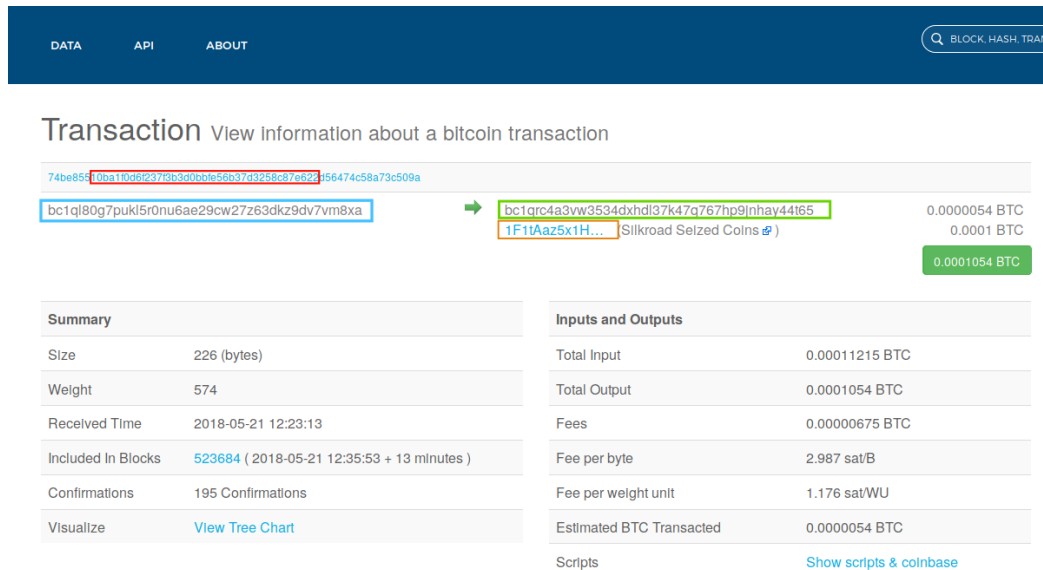 DATA API ABOUT BLOCK, HASH, TRAN
Transaction View information about a bitcoin transaction
74be85510ba1f0d6f237f3b3d0bbfe56b37d3258c87e622d56474c58a73c509a
bc1ql80g7pukl5r0nu6ae29cw27z63dkz9dv7vm8xa bc1qrc4a3vw3534dxhdl37k47q767hp9jnhay44t65 0.0000054 BTC
1F1tAaz5x1H... (Silkroad Seized Coins) 0.0001 BTC
0.0001054 BTC
Summary Inputs and Outputs
Size 226 (bytes) Total Input 0.00011215 BTC
Weight 574 Total Output 0.0001054 BTC
Received Time 2018-05-21 12:23:13 Fees 0.00000675 BTC
Included In Blocks 523684 ( 2018-05-21 12:35:53 + 13 minutes ) Fee per byte 2.987 sat/B
Confirmations 195 Confirmations Fee per weight unit 1.176 sat/WU
Visualize View Tree Chart Estimated BTC Transacted 0.0000054 BTC
Scripts Show scripts & coinbase